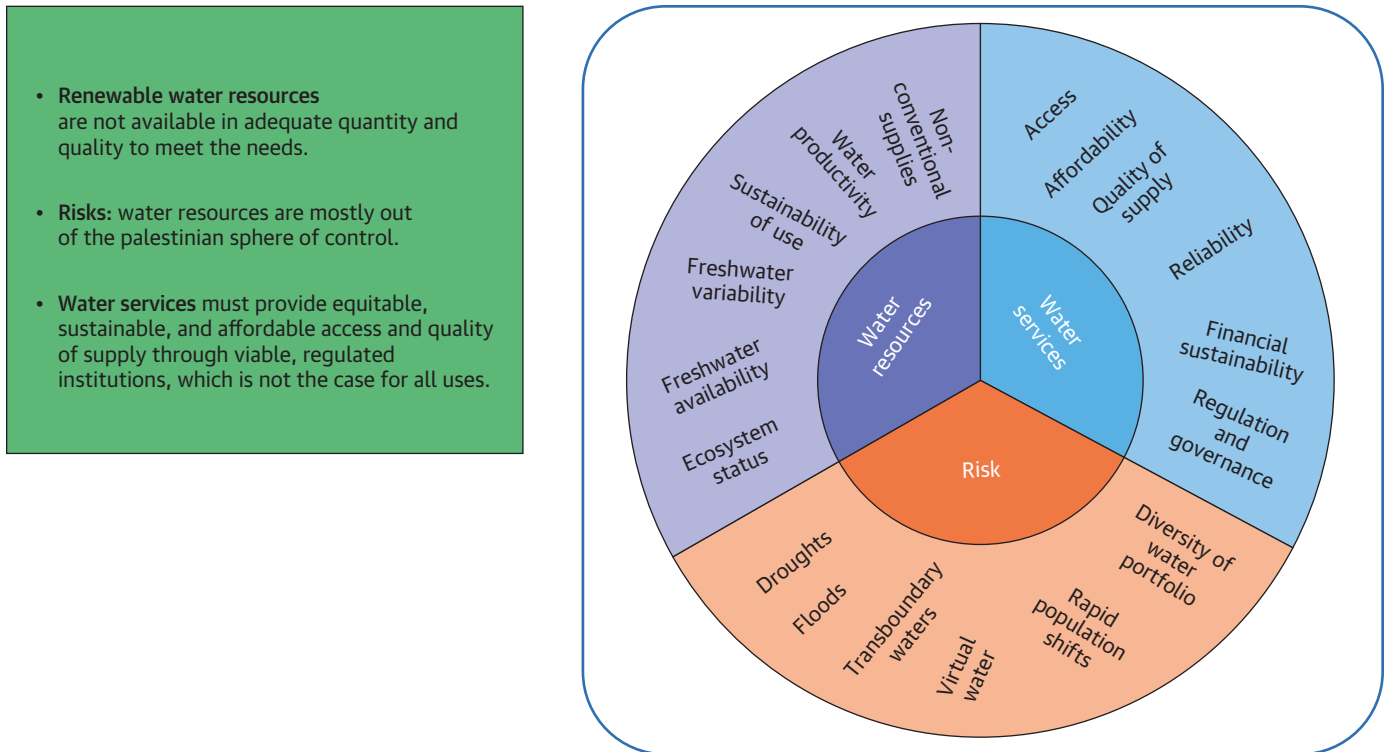 • Renewable water resources
are not available in adequate quantity and
quality to meet the needs.
• Risks: water resources are mostly out
of the palestinian sphere of control.
• Water services must provide equitable,
sustainable, and affordable access and quality
of supply through viable, regulated
institutions, which is not the case for all uses.
Non-
conventional
supplies
Water
productivity
Sustainability
of use
Freshwater
variability
Freshwater
availability
Ecosystem
status
Water
resources
Access
Affordability
Quality of
supply
Reliability
Financial
sustainability
Regulation
and
governance
Water
services
Risk
Droughts
Floods
Transboundary
waters
Virtual
water
Rapid
population
shifts
Diversity of
water
portfolio